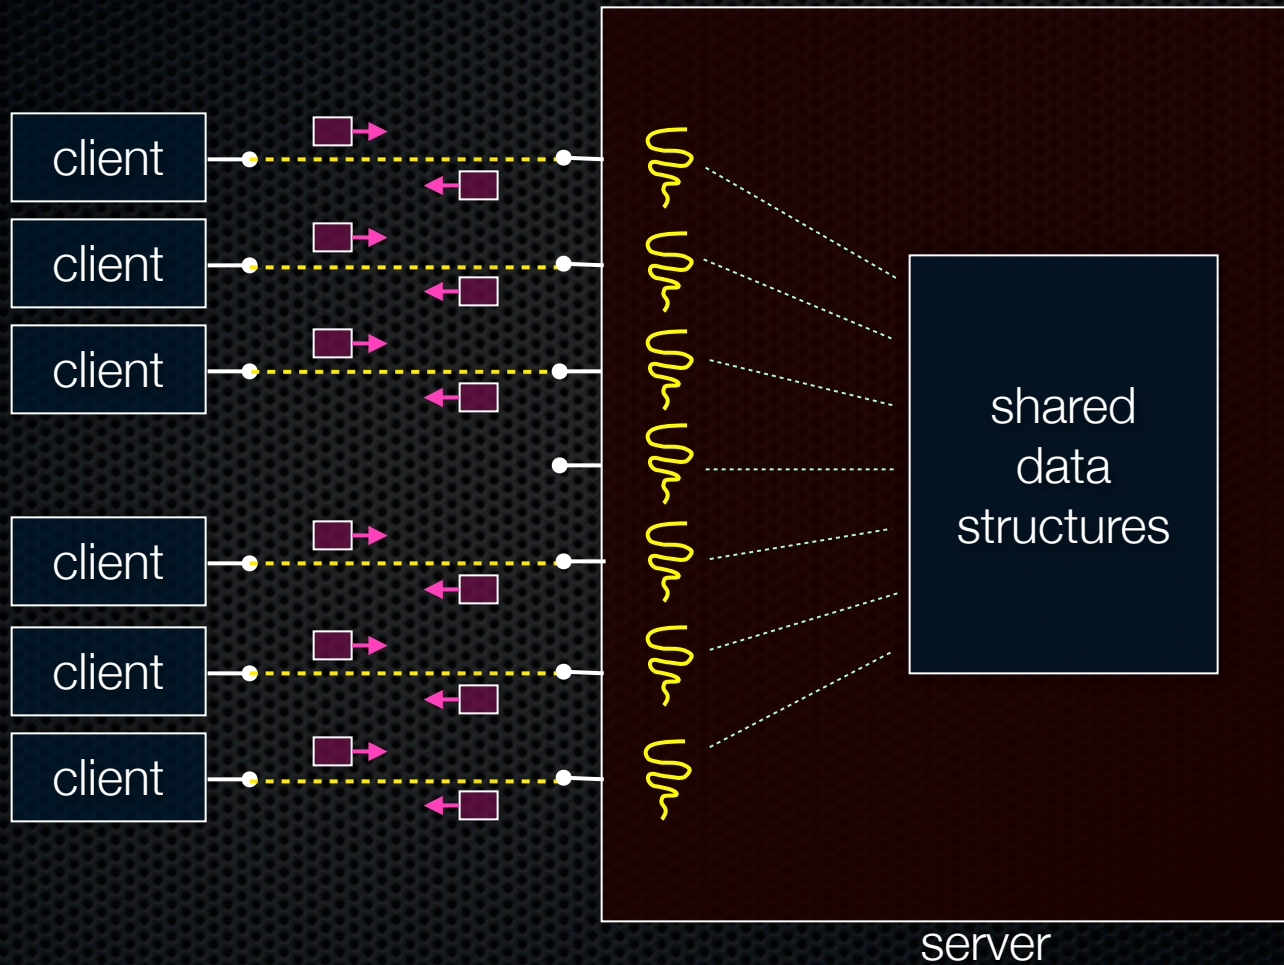 client
client
client
client
client
client
shared
data
structures
server